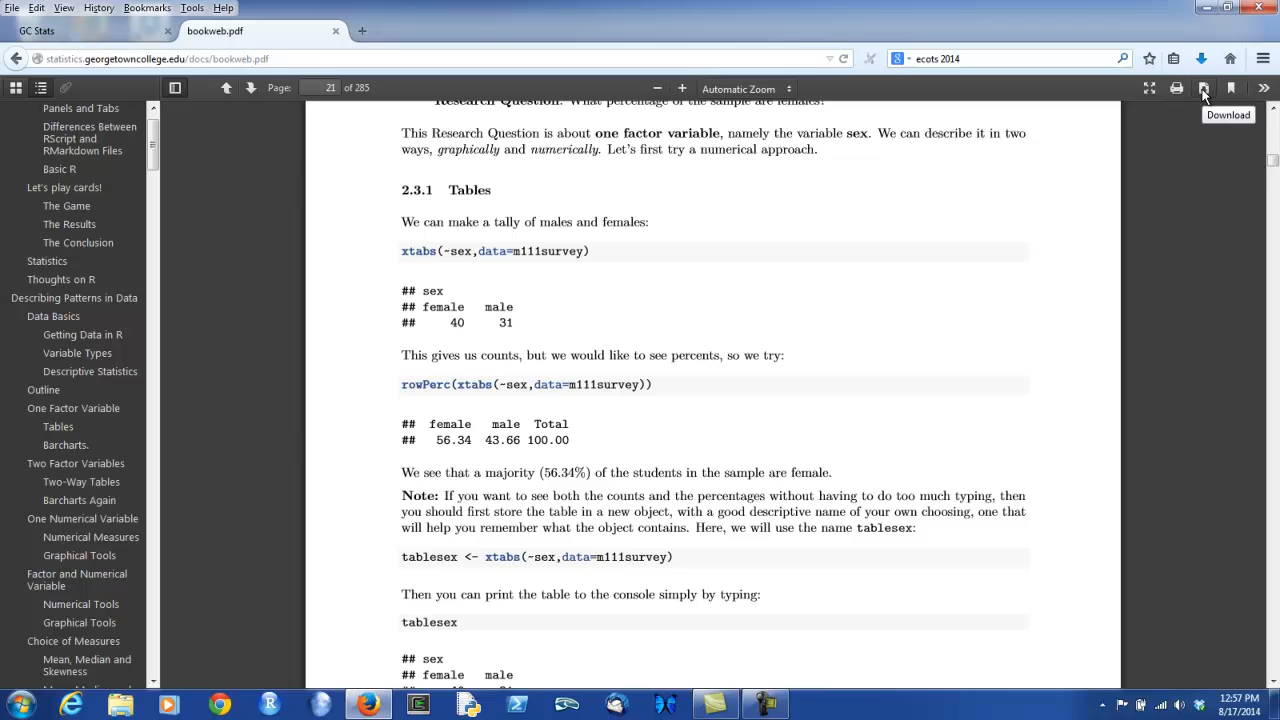 File Edit View History Bookmarks Tools Help
GC Stats
bookweb.pdf
statistics.georgetowncollege.edu/docs/bookweb.pdf
ecots 2014
Page: 21 of 285
Automatic Zoom
Download
Panels and Tabs
Differences Between
RScript and
RMarkdown Files
Basic R
Let's play cards!
The Game
The Results
The Conclusion
Statistics
Thoughts on R
Describing Patterns in Data
Data Basics
Getting Data in R
Variable Types
Descriptive Statistics
Outline
One Factor Variable
Tables
Barcharts.
Two Factor Variables
Two-Way Tables
Barcharts Again
One Numerical Variable
Numerical Measures
Graphical Tools
Factor and Numerical
Variable
Numerical Tools
Graphical Tools
Choice of Measures
Mean, Median and
Skewness
Research Question: What percentage of the sample are females?
This Research Question is about one factor variable, namely the variable sex. We can describe it in two
ways, graphically and numerically. Let's first try a numerical approach.
2.3.1 Tables
We can make a tally of males and females:
xtabs(~sex,data=m111survey)
## sex
## female male
## 40 31
This gives us counts, but we would like to see percents, so we try:
rowPerc(xtabs(~sex,data=m111survey))
## female male Total
## 56.34 43.66 100.00
We see that a majority (56.34%) of the students in the sample are female.
Note: If you want to see both the counts and the percentages without having to do too much typing, then
you should first store the table in a new object, with a good descriptive name of your own choosing, one that
will help you remember what the object contains. Here, we will use the name tablesex:
tablesex <- xtabs(~sex,data=m111survey)
Then you can print the table to the console simply by typing:
tablesex
## sex
## female male
12:57 PM
8/17/2014